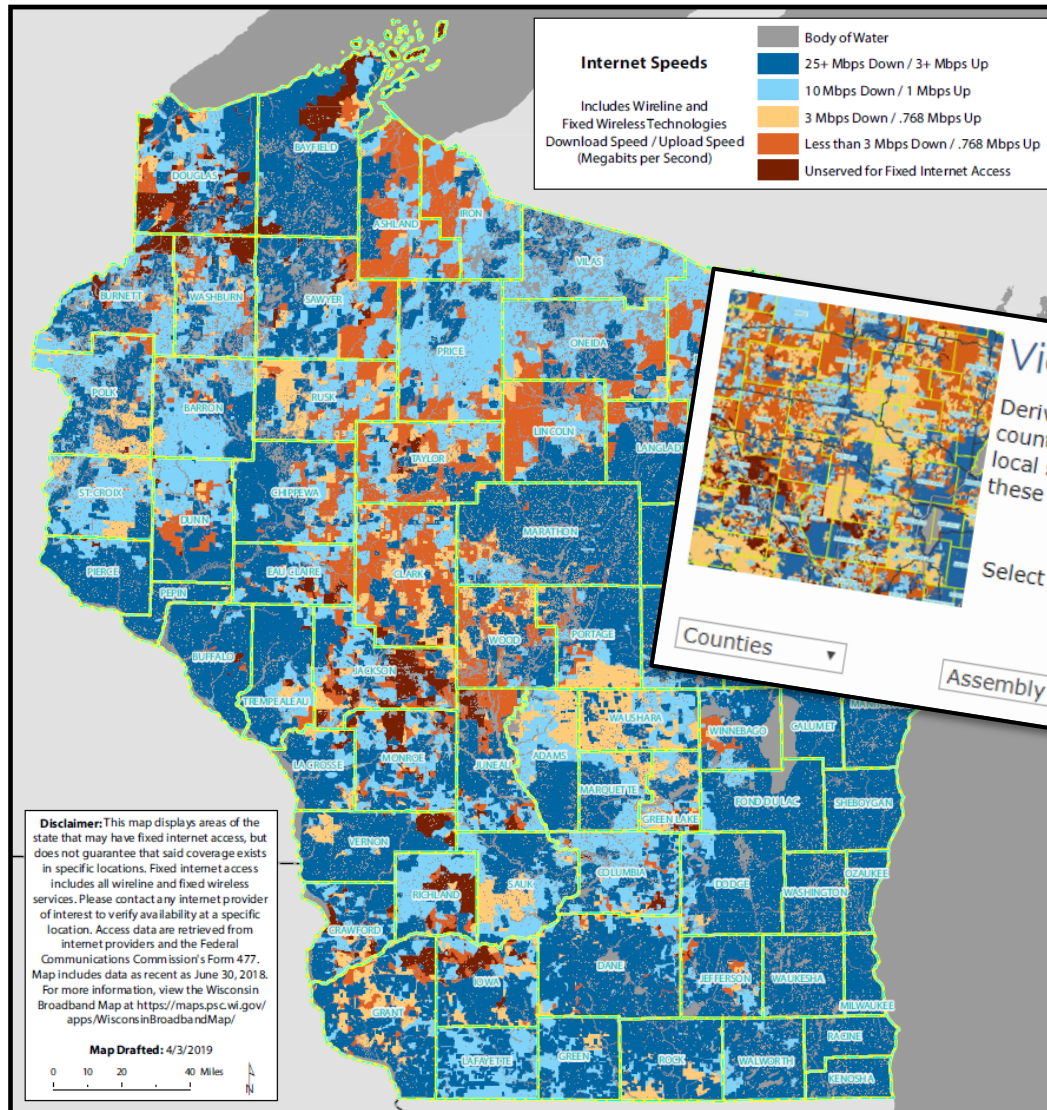 Internet Speeds
Includes Wireline and
Fixed Wireless Technologies
Download Speed / Upload Speed
(Megabits per Second)
Body of Water
25+ Mbps Down / 3+ Mbps Up
10 Mbps Down / 1 Mbps Up
3 Mbps Down / .768 Mbps Up
Less than 3 Mbps Down / .768 Mbps Up
Unserved for Fixed Internet Access
BAYFIELD
DOUGLAS
IRON
ASHLAND
VILAS
BURNETT
WASHBURN
SAWYER
ONEIDA
PRICE
POLK
RUSK
BARRON
LINCOLN
LANGLAD
TAYLOR
ST. CROIX
CHIPPEWA
DUNN
MARATHON
PIERCE
EAU CLAIRE
CLARK
PEPIN
PORTAGE
WOOD
BUFFALO
JACKSON
TREMPEALEAU
WAUSHARA
WINNEBAGO
CALUMET
LA CROSSE
MONROE
JUNEAU
ADAMS
MARQUETTE
FOND DU LAC
SHEBOYGAN
GREEN LAKE
VERNON
COLUMBIA
DODGE
OZAUKEE
SAUK
WASHINGTON
RICHLAND
CRAWFORD
DANE
JEFFERSON
WAUKESHA
IOWA
MILWAUKEE
GRANT
RACINE
LAFAYETTE
GREEN
ROCK
WALWORTH
KENOSHA
Deriv
count
local
these
Select
Counties
Assembly
Disclaimer: This map displays areas of the
state that may have fixed internet access, but
does not guarantee that said coverage exists
in specific locations. Fixed internet access
includes all wireline and fixed wireless
services. Please contact any internet provider
of interest to verify availability at a specific
location. Access data are retrieved from
internet providers and the Federal
Communications Commission's Form 477.
Map includes data as recent as June 30, 2018.
For more information, view the Wisconsin
Broadband Map at https://maps.psc.wi.gov/
apps/WisconsinBroadbandMap/
Map Drafted: 4/3/2019
0 10 20 40 Miles
N